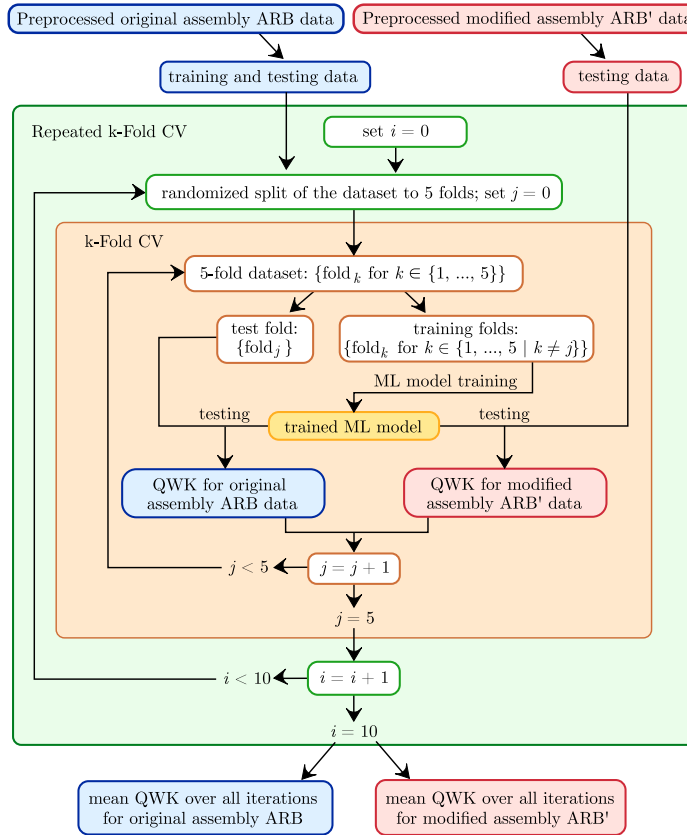 Preprocessed original assembly ARB data
Preprocessed modified assembly ARB' data
training and testing data
testing data
Repeated k-Fold CV
set i = 0
randomized split of the dataset to 5 folds; set j = 0
k-Fold CV
5-fold dataset: {fold_k for k ∈ {1, ..., 5}}
test fold:
{fold_j}
training folds:
{fold_k for k ∈ {1, ..., 5 | k ≠ j}}
ML model training
testing
trained ML model
testing
QWK for original
assembly ARB data
QWK for modified
assembly ARB' data
j < 5
j = j + 1
j = 5
i < 10
i = i + 1
i = 10
mean QWK over all iterations
for original assembly ARB
mean QWK over all iterations
for modified assembly ARB'